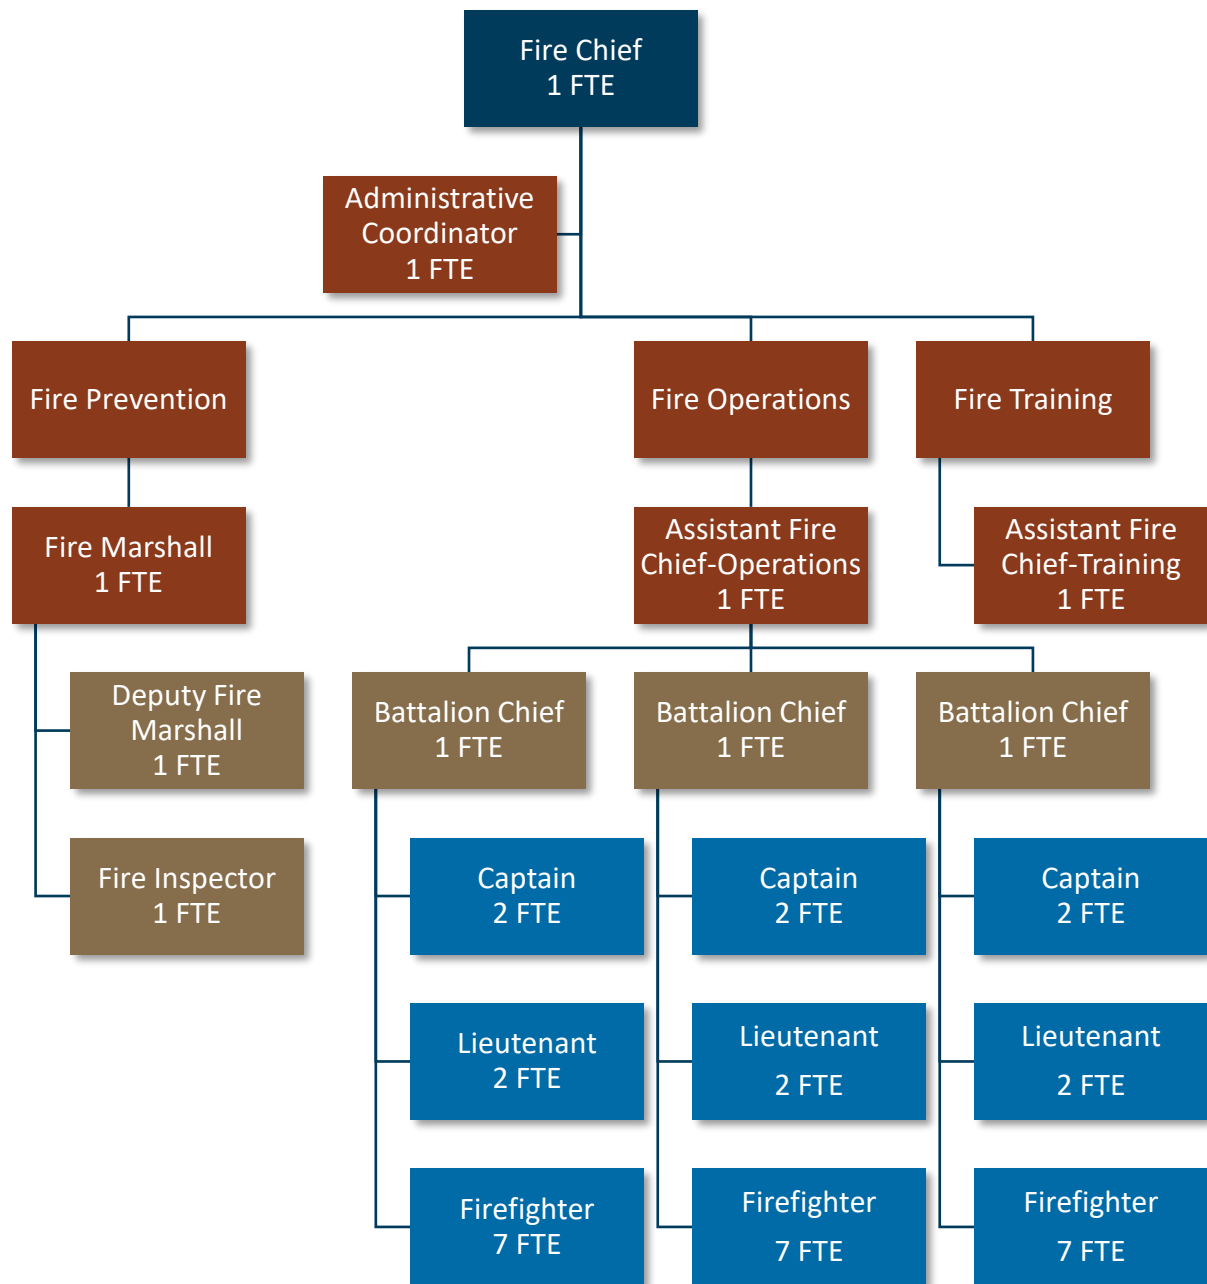 Fire Chief
1 FTE
Administrative
Coordinator
1 FTE
Fire Prevention
Fire Operations
Fire Training
Fire Marshall
1 FTE
Assistant Fire
Chief-Operations
1 FTE
Assistant Fire
Chief-Training
1 FTE
Deputy Fire
Marshall
1 FTE
Battalion Chief
1 FTE
Battalion Chief
1 FTE
Battalion Chief
1 FTE
Fire Inspector
1 FTE
Captain
2 FTE
Captain
2 FTE
Captain
2 FTE
Lieutenant
2 FTE
Lieutenant
2 FTE
Lieutenant
2 FTE
Firefighter
7 FTE
Firefighter
7 FTE
Firefighter
7 FTE